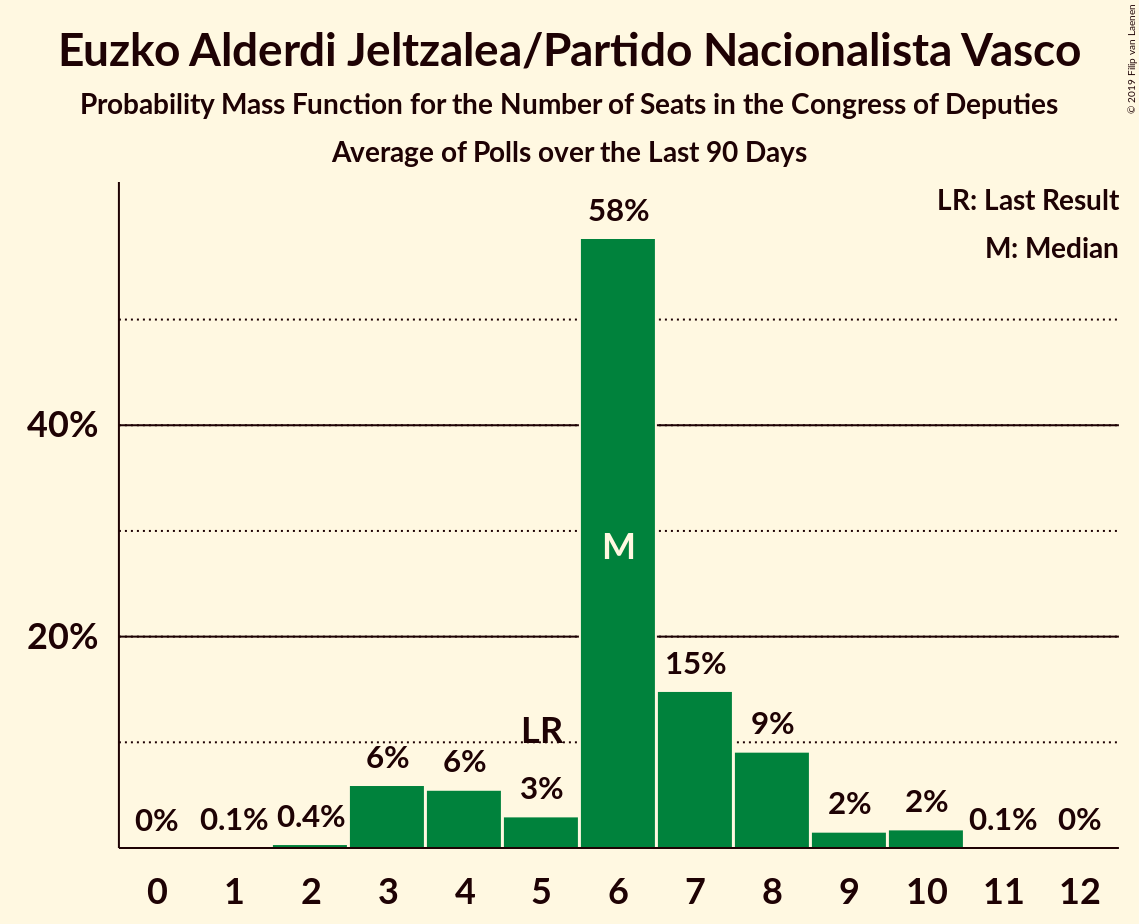 Euzko Alderdi Jeltzalea/Partido Nacionalista Vasco
Probability Mass Function for the Number of Seats in the Congress of Deputies
Average of Polls over the Last 90 Days
© 2019 Filip van Laenen
LR: Last Result
M: Median
58%
40%
M
20%
15%
LR
9%
6%
6%
3%
2%
2%
0%
0.1%
0.4%
0.1%
0%
0 1 2 3 4 5 6 7 8 9 10 11 12